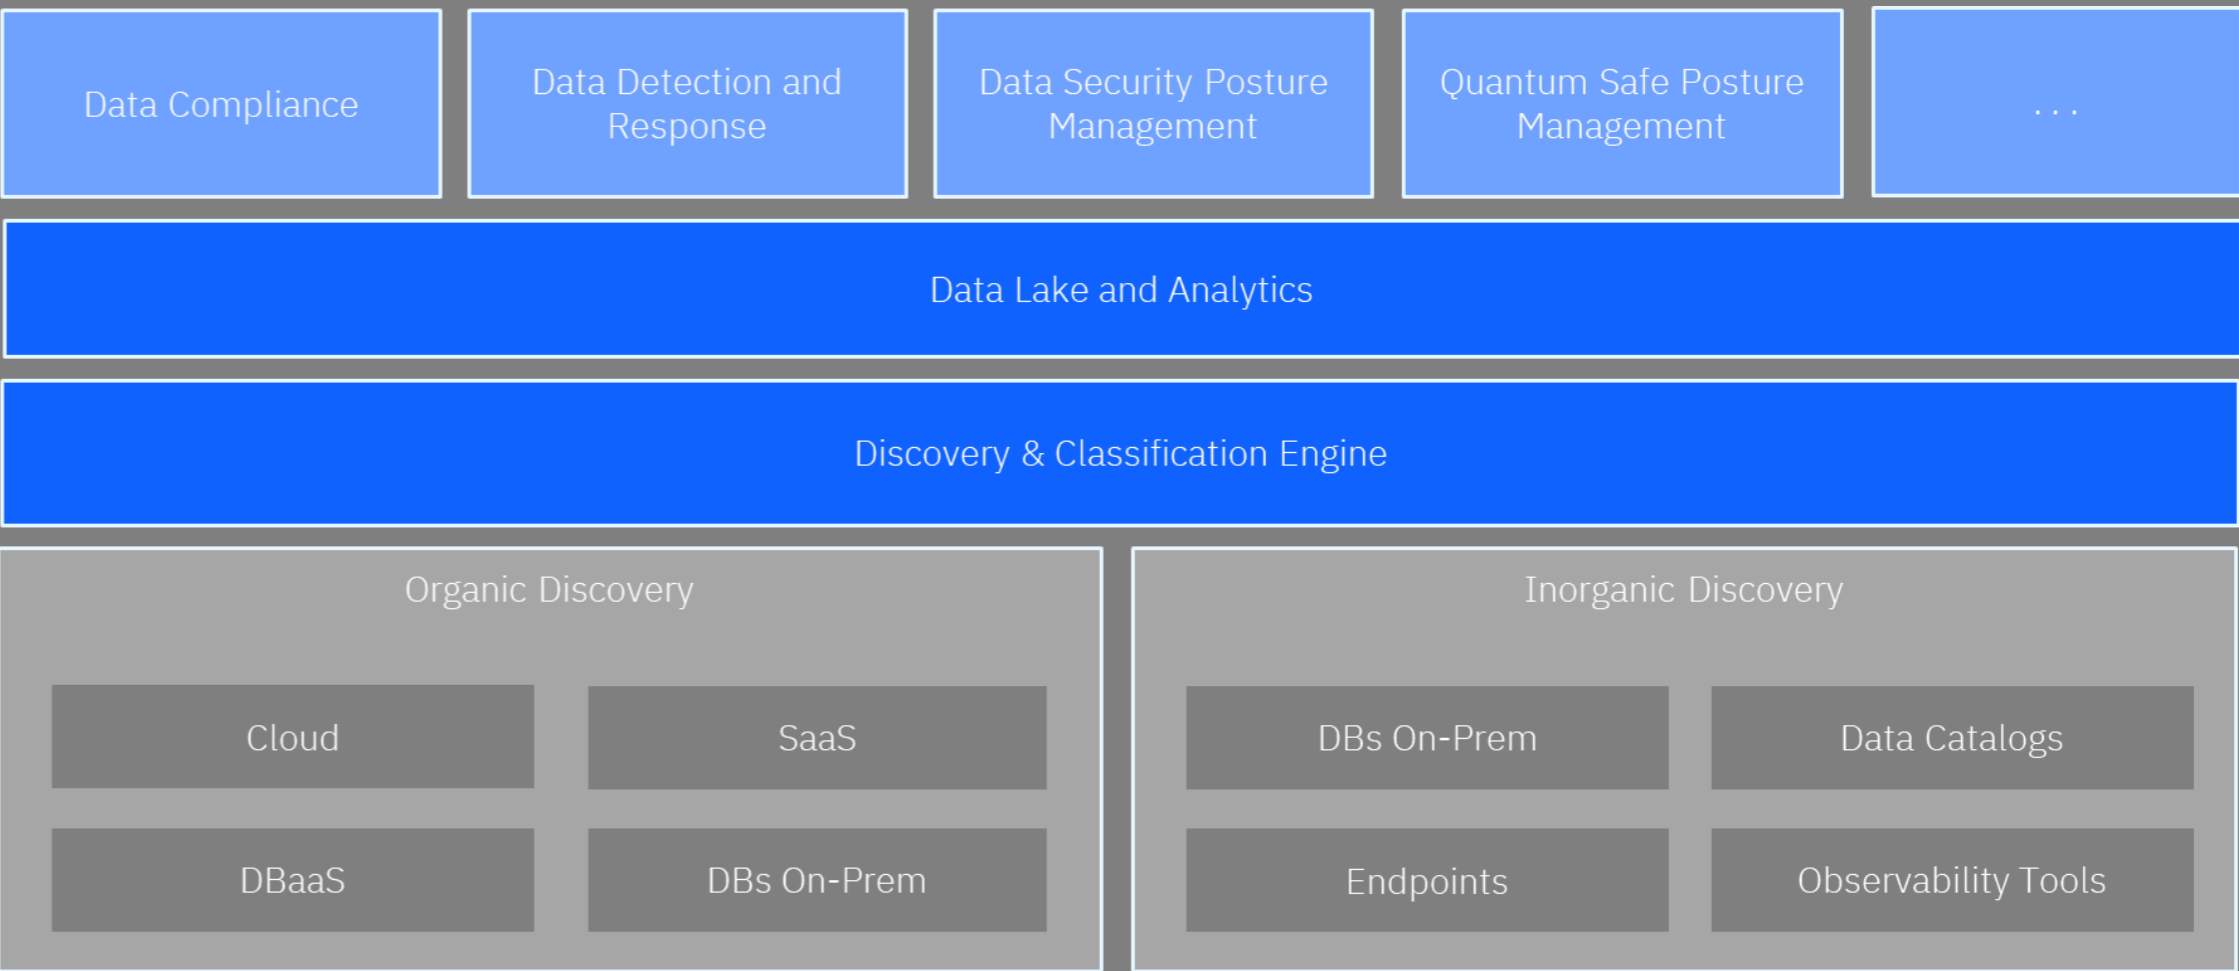 Data Compliance
Data Detection and
Response
Data Security Posture
Management
Quantum Safe Posture
Management
...
Data Lake and Analytics
Discovery & Classification Engine
Organic Discovery
Cloud
SaaS
DBaaS
DBs On-Prem
Inorganic Discovery
DBs On-Prem
Data Catalogs
Endpoints
Observability Tools